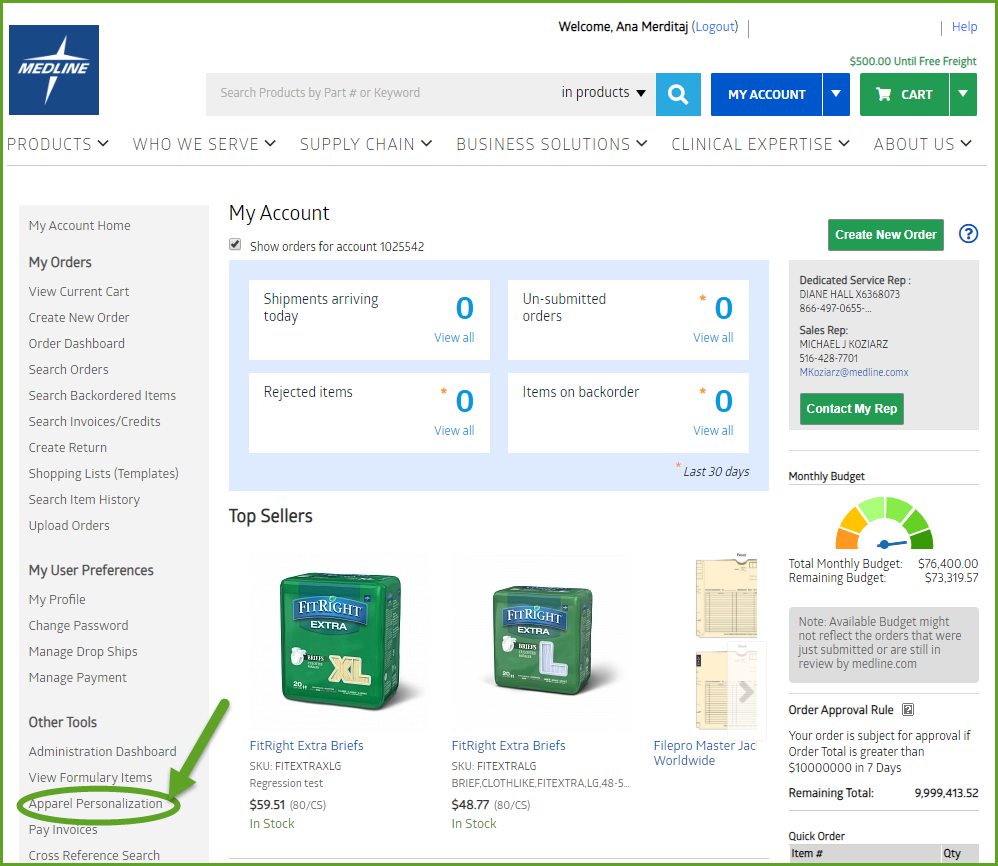 Welcome, Ana Merditaj (Logout)
Help
$500.00 Until Free Freight
MEDLINE
Search Products by Part # or Keyword
in products
MY ACCOUNT
CART
PRODUCTS
WHO WE SERVE
SUPPLY CHAIN
BUSINESS SOLUTIONS
CLINICAL EXPERTISE
ABOUT US
My Account Home
My Orders
View Current Cart
Create New Order
Order Dashboard
Search Orders
Search Backordered Items
Search Invoices/Credits
Create Return
Shopping Lists (Templates)
Search Item History
Upload Orders
My User Preferences
My Profile
Change Password
Manage Drop Ships
Manage Payment
Other Tools
Administration Dashboard
View Formulary Items
Apparel Personalization
Pay Invoices
Cross Reference Search
My Account
Show orders for account 1025542
Shipments arriving
today
0
View all
Un-submitted
orders
* 0
View all
Rejected items
* 0
View all
Items on backorder
* 0
View all
* Last 30 days
Top Sellers
FITRIGHT
EXTRA
BRIEFS
XL
20 ct
FitRight Extra Briefs
SKU: FITEXTRAXLG
Regression test
$59.51 (80/CS)
In Stock
FITRIGHT
EXTRA
BRIEFS
L
20 ct
FitRight Extra Briefs
SKU: FITEXTRALG
BRIEF,CLOTHLIKE,FITEXTRA,LG,48-5...
$48.77 (80/CS)
In Stock
Filepro Master Jac
Worldwide
Create New Order
?
Dedicated Service Rep :
DIANE HALL X6368073
866-497-0655-...
Sales Rep:
MICHAEL J KOZIARZ
516-428-7701
MKoziarz@medline.comx
Contact My Rep
Monthly Budget
Total Monthly Budget: $76,400.00
Remaining Budget: $73,319.57
Note: Available Budget might
not reflect the orders that were
just submitted or are still in
review by medline.com
Order Approval Rule ?
Your order is subject for approval if
Order Total is greater than
$10000000 in 7 Days
Remaining Total: 9,999,413.52
Quick Order
Item # Qty